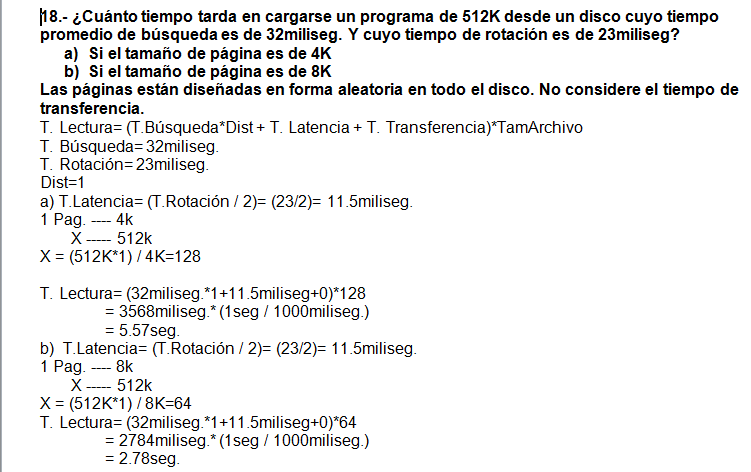 18.- ¿Cuánto tiempo tarda en cargarse un programa de 512K desde un disco cuyo tiempo
promedio de búsqueda es de 32miliseg. Y cuyo tiempo de rotación es de 23miliseg?
a) Si el tamaño de página es de 4K
b) Si el tamaño de página es de 8K
Las páginas están diseñadas en forma aleatoria en todo el disco. No considere el tiempo de
transferencia.
T. Lectura= (T.Búsqueda*Dist + T. Latencia + T. Transferencia)*TamArchivo
T. Búsqueda= 32miliseg.
T. Rotación= 23miliseg.
Dist=1
a) T.Latencia= (T.Rotación / 2)= (23/2)= 11.5miliseg.
1 Pag. ---- 4k
X ----- 512k
X = (512K*1) / 4K=128
T. Lectura= (32miliseg.*1+11.5miliseg+0)*128
= 3568miliseg.* (1seg / 1000miliseg.)
= 5.57seg.
b) T.Latencia= (T.Rotación / 2)= (23/2)= 11.5miliseg.
1 Pag. ---- 8k
X ----- 512k
X = (512K*1) / 8K=64
T. Lectura= (32miliseg.*1+11.5miliseg+0)*64
= 2784miliseg.* (1seg / 1000miliseg.)
= 2.78seg.